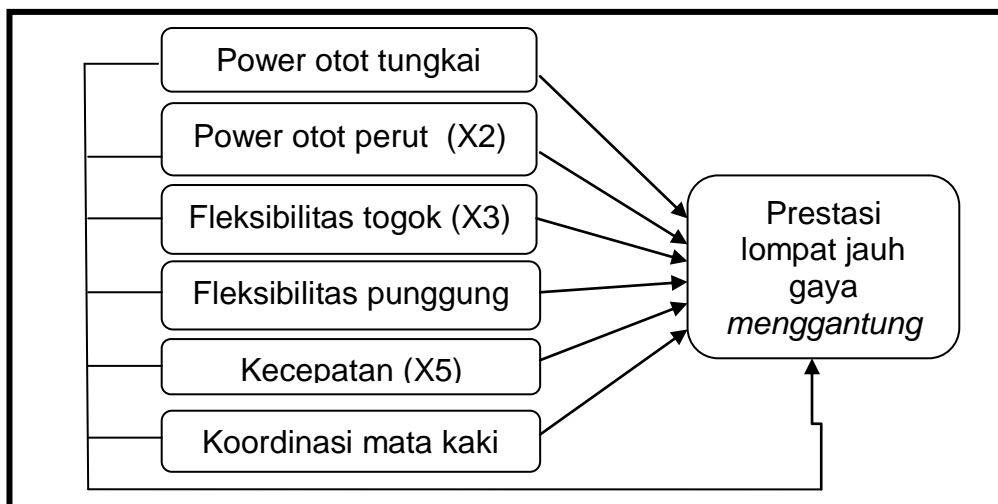 Power otot tungkai
Power otot perut (X2)
Fleksibilitas togok (X3)
Fleksibilitas punggung
Kecepatan (X5)
Koordinasi mata kaki
Prestasi
lompat jauh
gaya
menggantung